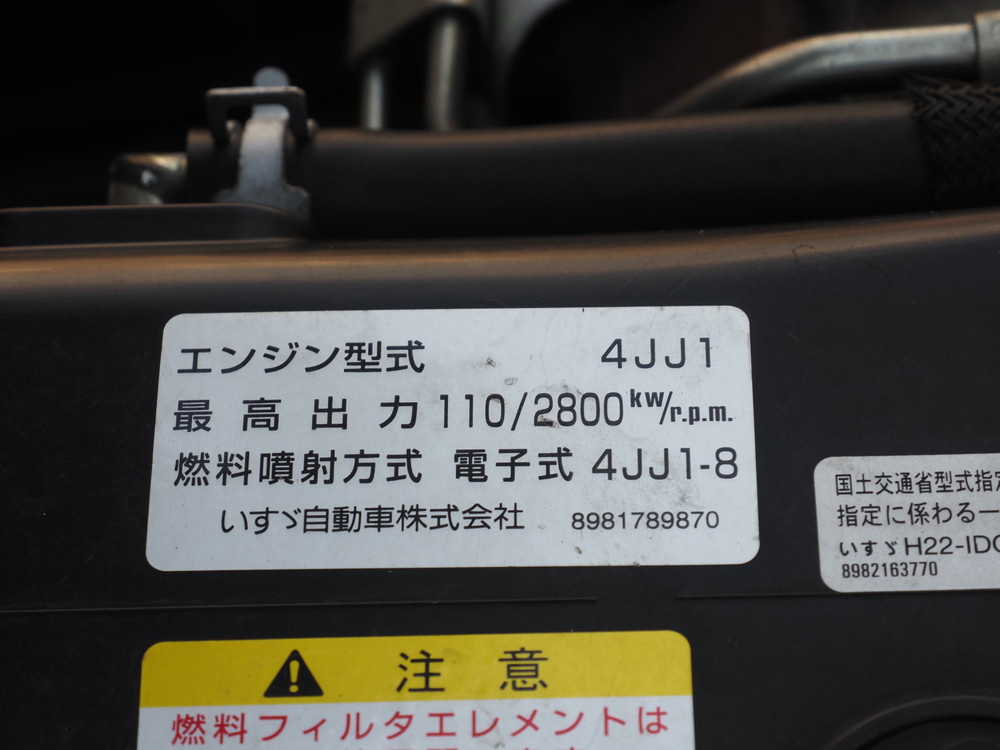 エンジン型式 4JJ1
最高出力 110/2800kw/r.p.m.
燃料噴射方式 電子式 4JJ1-8
いすゞ自動車株式会社 8981789870
国土交通省型式指定
指定に係わる一
いすゞH22-IDC
8982163770
注意
燃料フィルタエレメントは